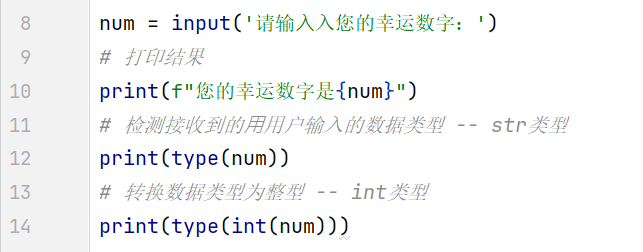 8 num = input('请输入入您的幸运数字：')
9 # 打印结果
10 print(f"您的幸运数字是{num}")
11 # 检测接收到的用用户输入的数据类型 -- str类型
12 print(type(num))
13 # 转换数据类型为整型 -- int类型
14 print(type(int(num)))